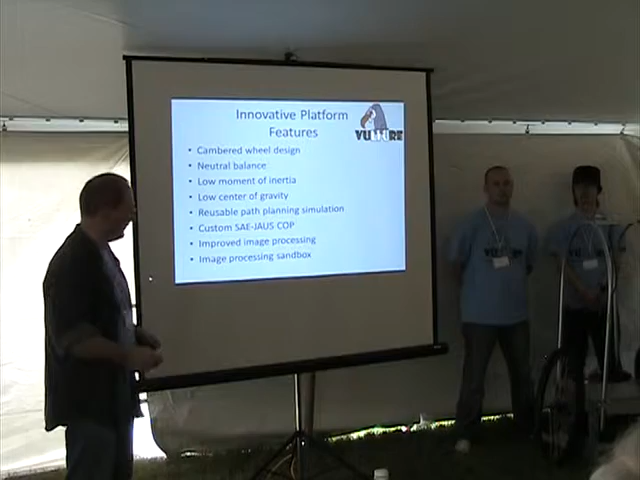 Innovative Platform
Features
VULTURE
• Cambered wheel design
• Neutral balance
• Low moment of inertia
• Low center of gravity
• Reusable path planning simulation
• Custom SAE-JAUS COP
• Improved image processing
• Image processing sandbox